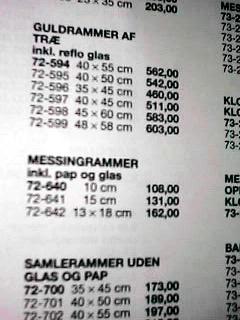 203,00
GULDRAMMER AF
TRÆ
inkl. reflo glas
72-594 40 × 55 cm 562,00
72-595 40 × 50 cm 542,00
72-596 35 × 45 cm 460,00
72-597 40 × 45 cm 511,00
72-598 45 × 60 cm 583,00
72-599 48 × 58 cm 603,00
MESSINGRAMMER
inkl. pap og glas
72-640 10 cm 108,00
72-641 15 cm 131,00
72-642 13 × 18 cm 162,00
SAMLERAMMER UDEN
GLAS OG PAP
72-700 35 × 45 cm 173,00
72-701 40 × 50 cm 189,00
72-702 40 × 55 cm 197,00